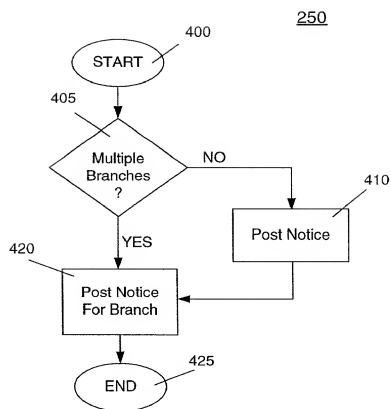 250
400
START
405
Multiple
Branches
?
NO
410
Post Notice
YES
420
Post Notice
For Branch
425
END